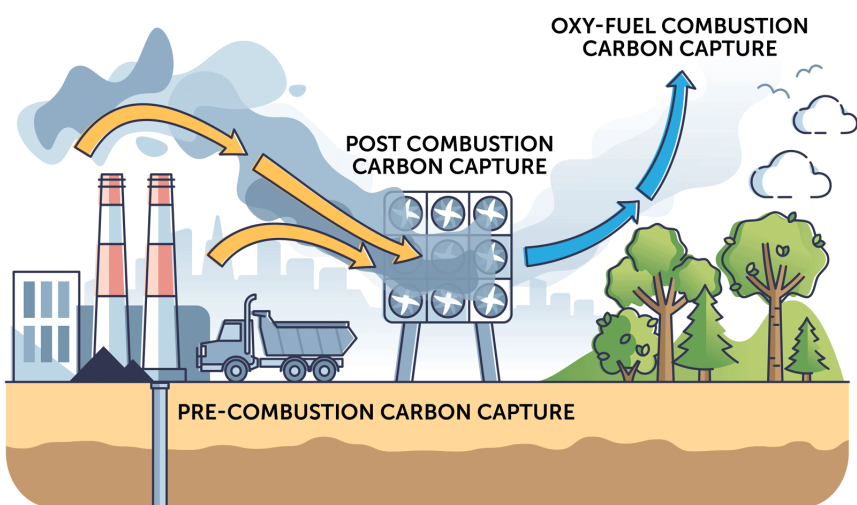 OXY-FUEL COMBUSTION
CARBON CAPTURE
POST COMBUSTION
CARBON CAPTURE
PRE-COMBUSTION CARBON CAPTURE